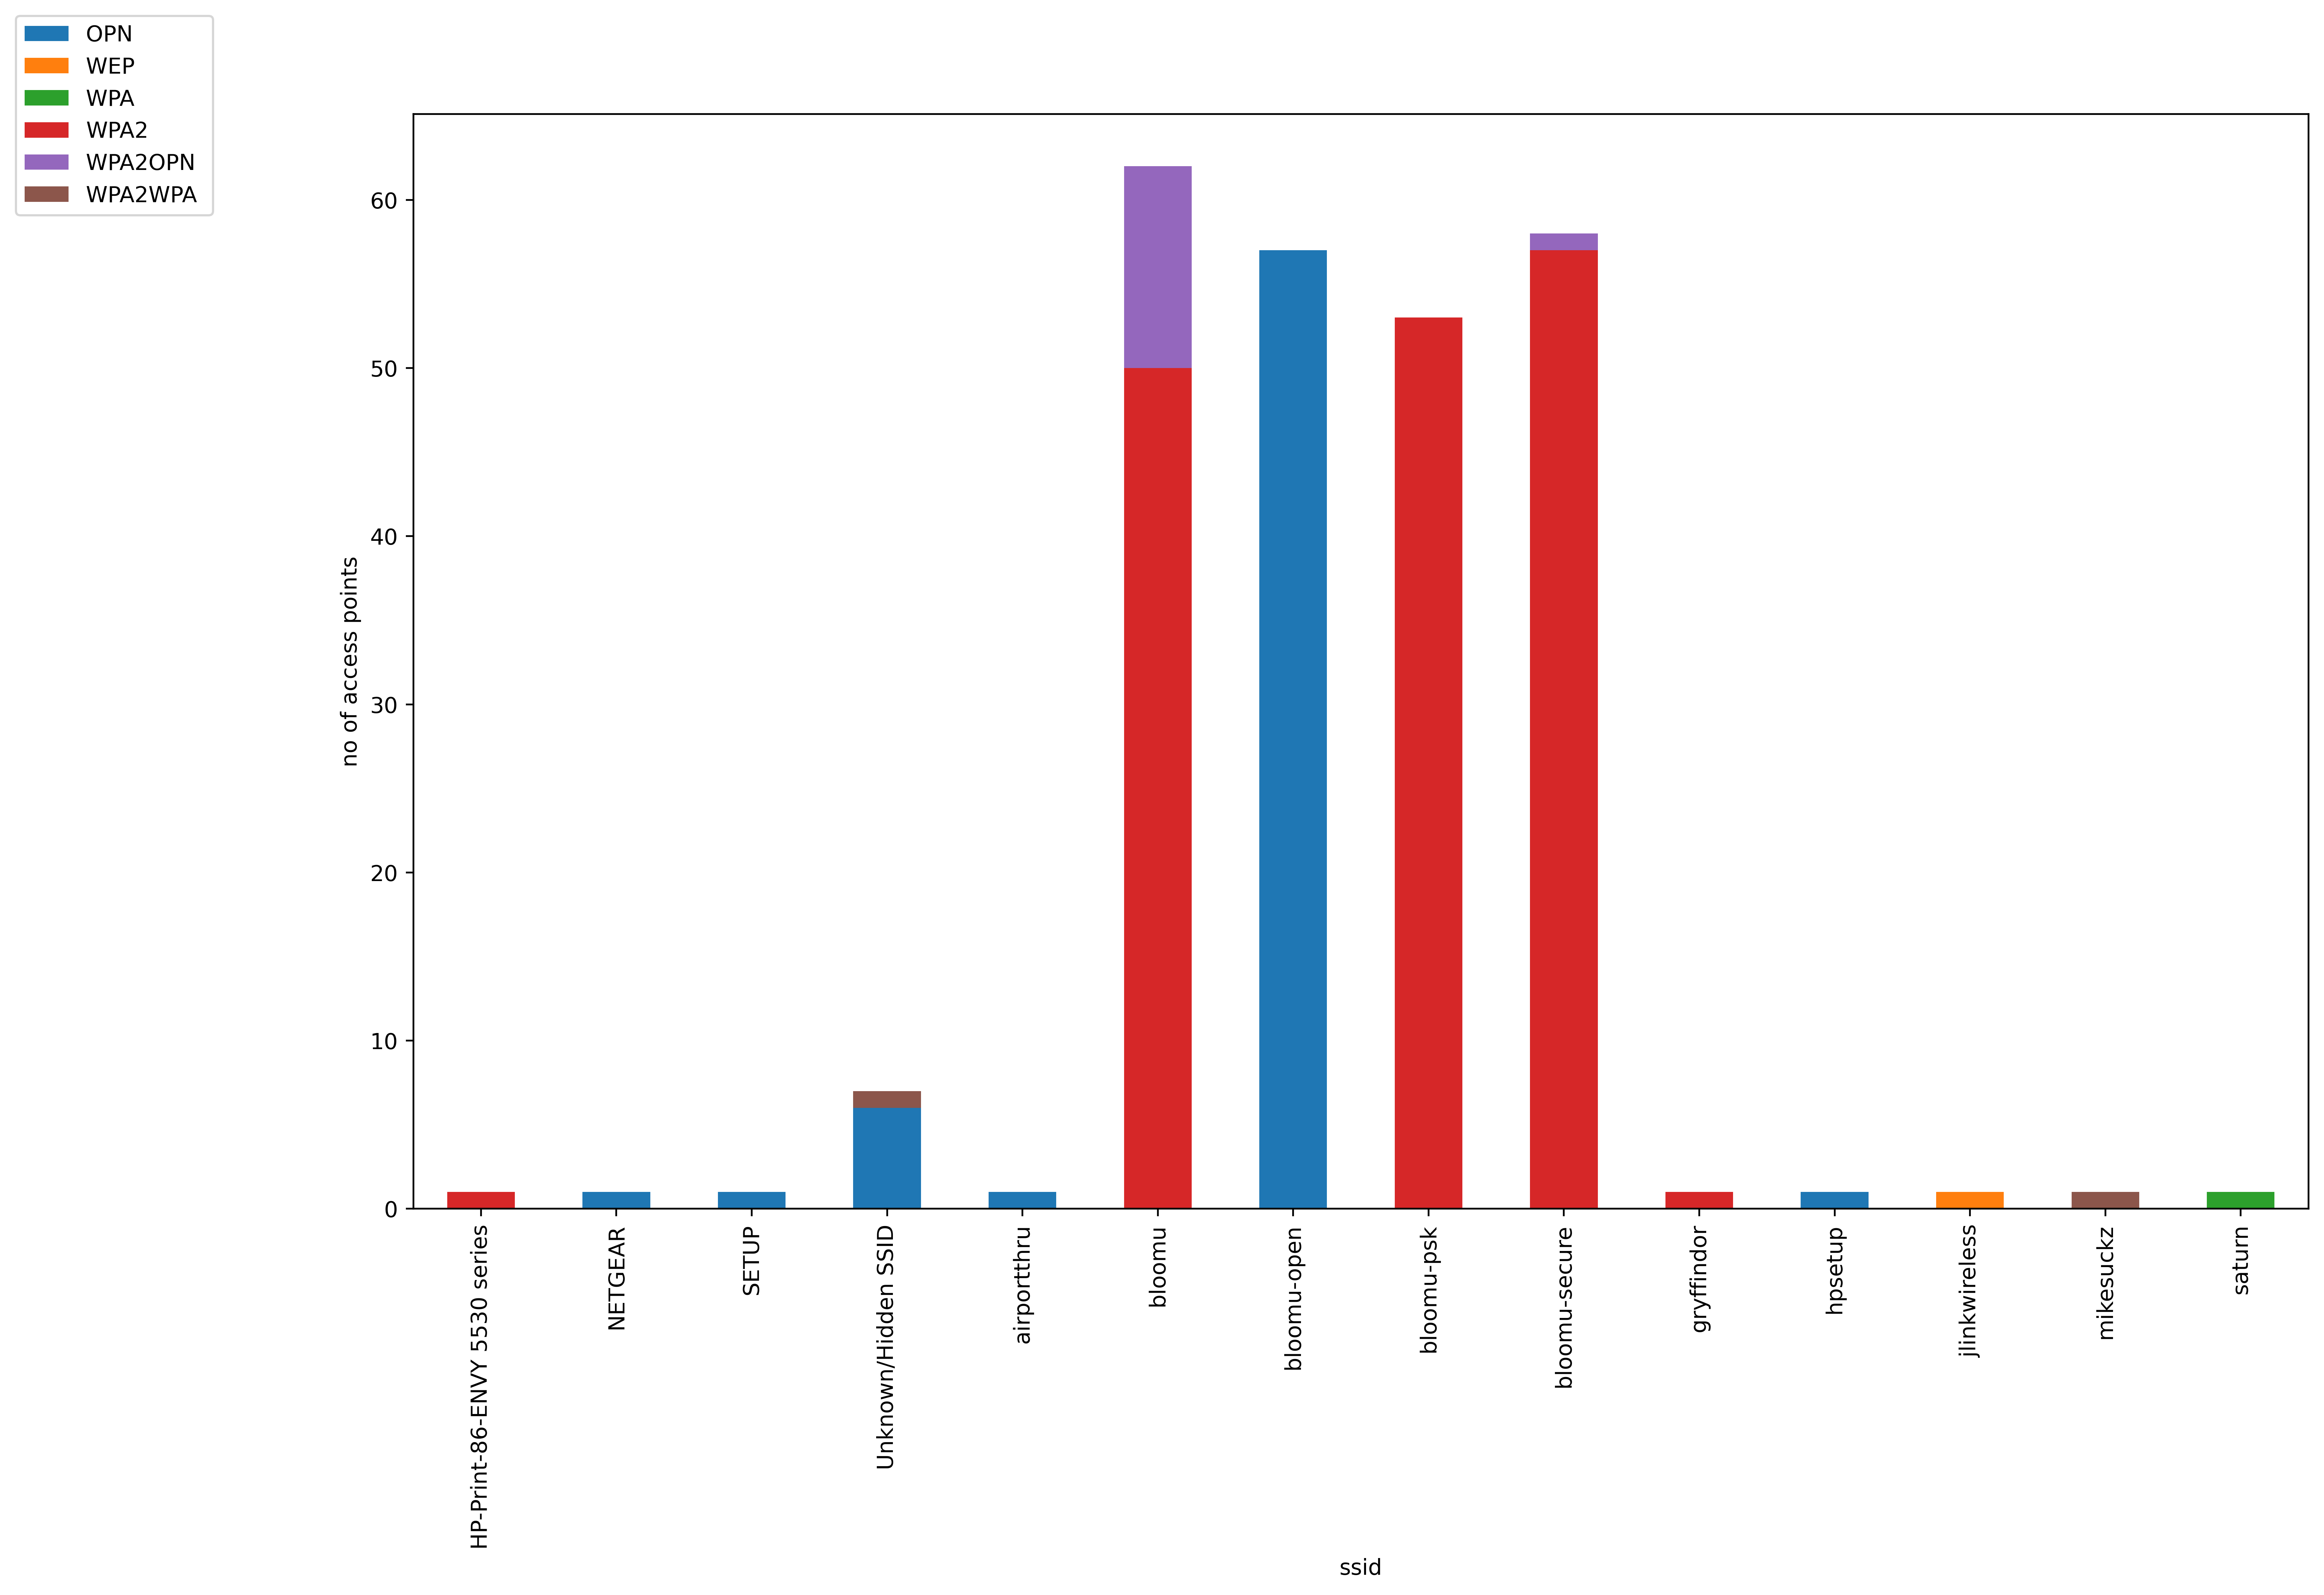 OPN
WEP
WPA
WPA2
WPA2OPN
WPA2WPA
no of access points
60
50
40
30
20
10
0
HP-Print-86-ENVY 5530 series
NETGEAR
SETUP
Unknown/Hidden SSID
airportthru
bloomu
bloomu-open
bloomu-psk
bloomu-secure
gryffindor
hpsetup
jlinkwireless
mikesuckz
saturn
ssid